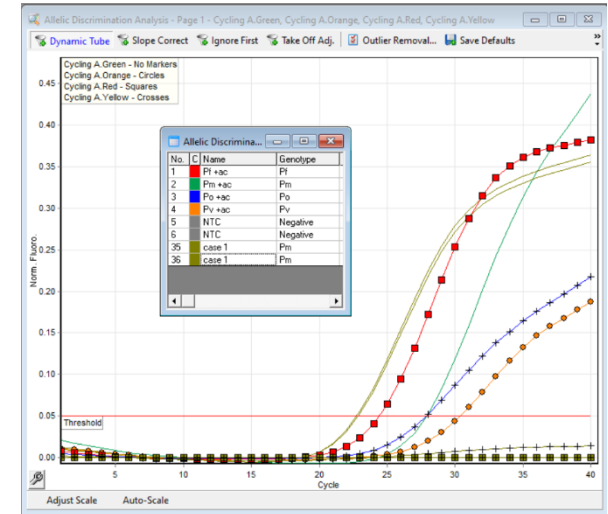 Allelic Discrimination Analysis - Page 1 - Cycling A.Green, Cycling A.Orange, Cycling A.Red, Cycling A.Yellow
Dynamic Tube Slope Correct Ignore First Take Off Adj. Outlier Removal... Save Defaults »
Cycling A.Green - No Markers
Cycling A.Orange - Circles
Cycling A.Red - Squares
Cycling A.Yellow - Crosses
0.45
0.40
0.35
0.30
0.25
0.20
0.15
0.10
0.05
0.00
Norm. Fluoro.
Allelic Discrimina...
No. C Name Genotype
1 Pf +ac Pf
2 Pm +ac Pm
3 Po +ac Po
4 Pv +ac Pv
5 NTC Negative
6 NTC Negative
35 case 1 Pm
36 case 1 Pm
Threshold
5 10 15 20 25 30 35 40
Cycle
Adjust Scale Auto-Scale